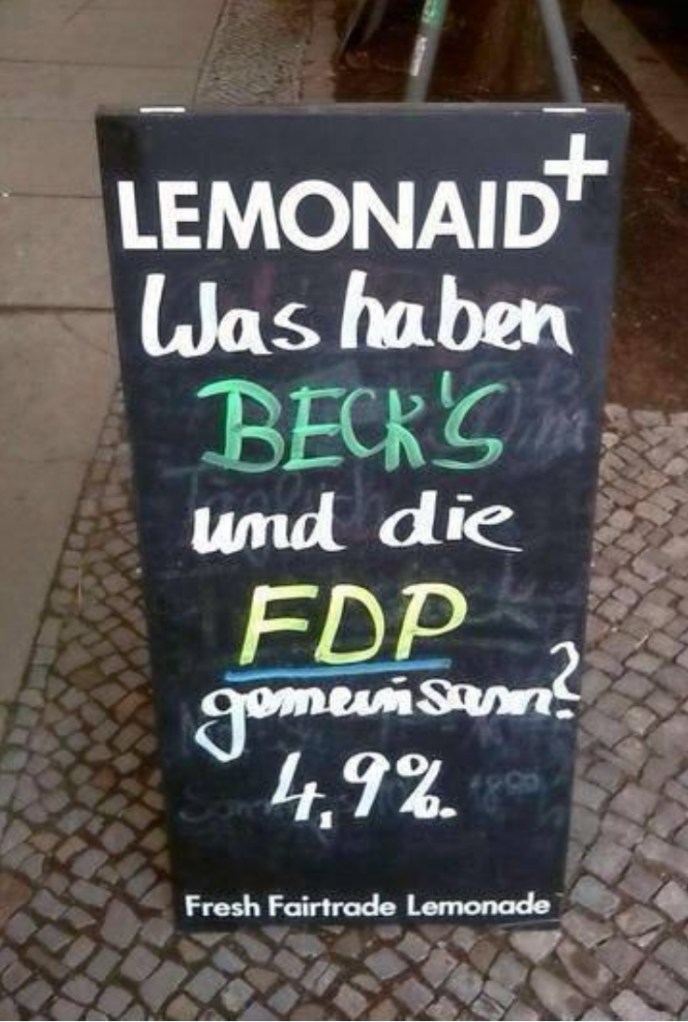 LEMONAID+
Was haben
BECK'S
und die
FDP
gemeinsam?
4,9%.
Fresh Fairtrade Lemonade